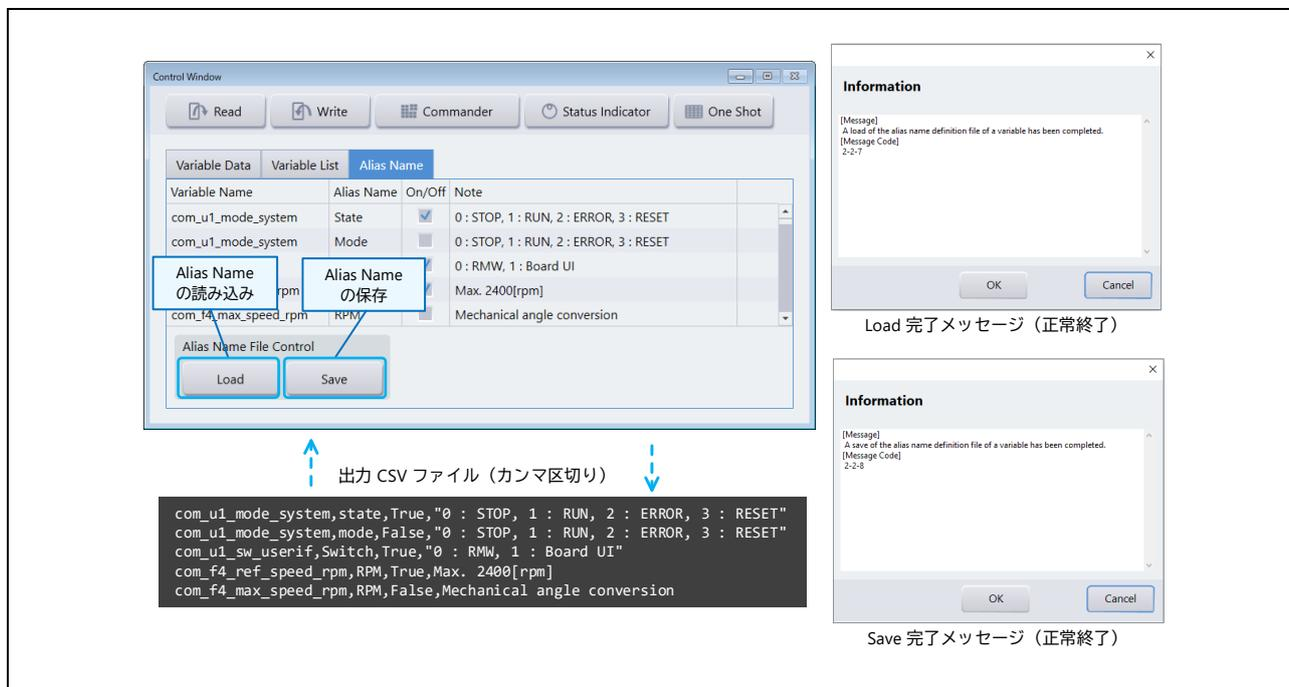 Control Window
Read
Write
Commander
Status Indicator
One Shot
Variable Data
Variable List
Alias Name
Variable Name
Alias Name
On/Off
Note
com_u1_mode_system
State
0 : STOP, 1 : RUN, 2 : ERROR, 3 : RESET
com_u1_mode_system
Mode
0 : STOP, 1 : RUN, 2 : ERROR, 3 : RESET
0 : RMW, 1 : Board UI
rpm
Max. 2400[rpm]
com_f4_max_speed_rpm
RPM
Mechanical angle conversion
Alias Name
の読み込み
Alias Name
の保存
Alias Name File Control
Load
Save
出力 CSV ファイル（カンマ区切り）
com_u1_mode_system,state,True,"0 : STOP, 1 : RUN, 2 : ERROR, 3 : RESET"
com_u1_mode_system,mode,False,"0 : STOP, 1 : RUN, 2 : ERROR, 3 : RESET"
com_u1_sw_userif,Switch,True,"0 : RMW, 1 : Board UI"
com_f4_ref_speed_rpm,RPM,True,Max. 2400[rpm]
com_f4_max_speed_rpm,RPM,False,Mechanical angle conversion
Information
[Message]
A load of the alias name definition file of a variable has been completed.
[Message Code]
2-2-7
OK
Cancel
Load 完了メッセージ（正常終了）
Information
[Message]
A save of the alias name definition file of a variable has been completed.
[Message Code]
2-2-8
OK
Cancel
Save 完了メッセージ（正常終了）